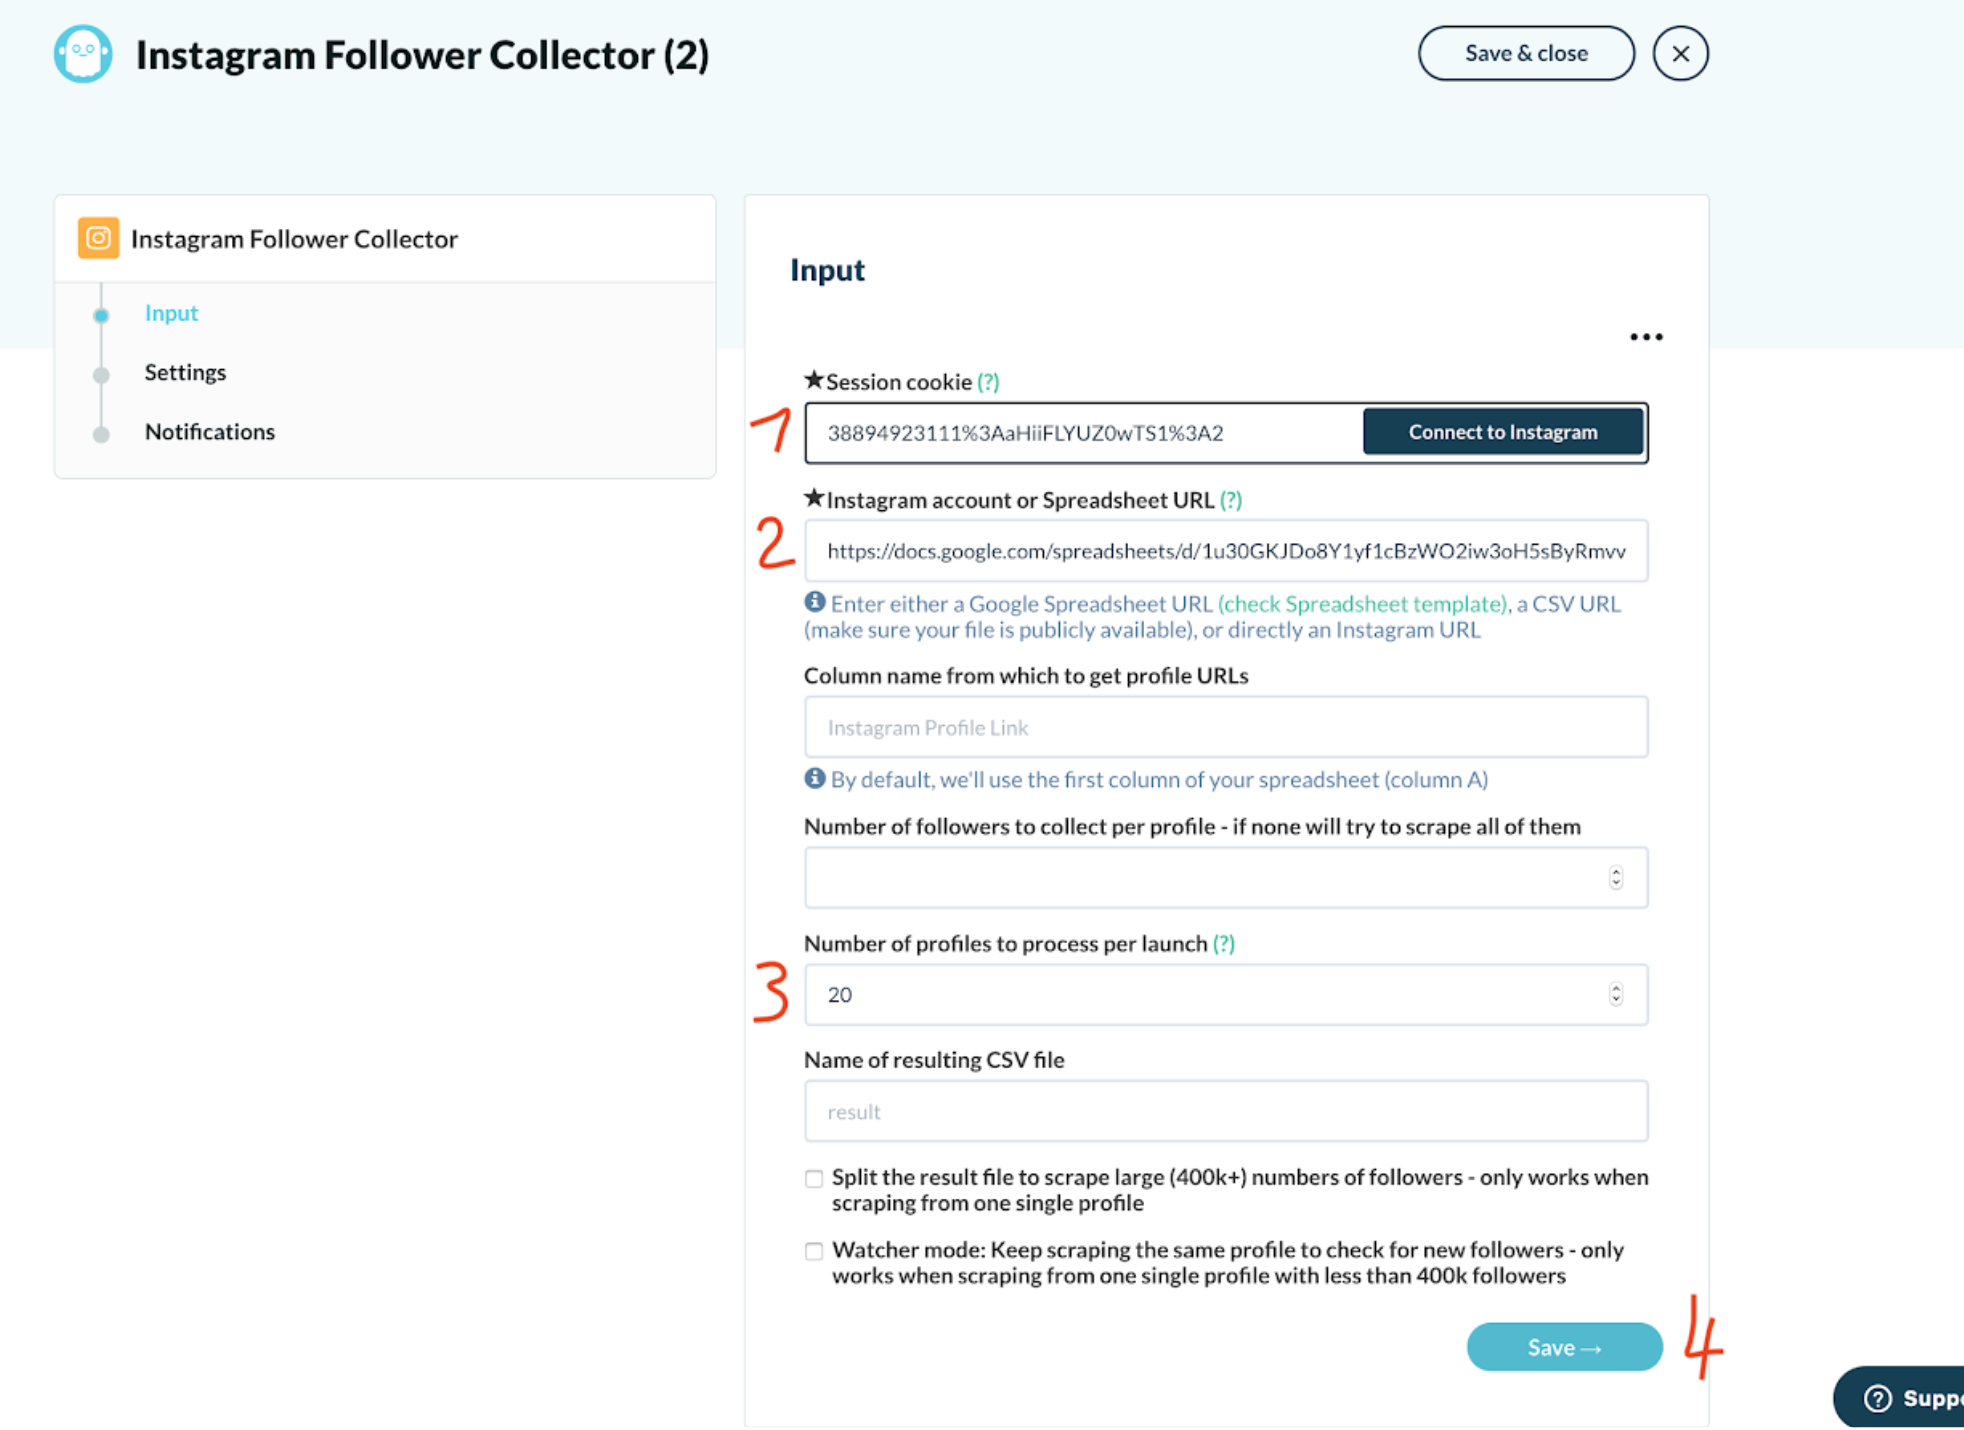 Instagram Follower Collector (2)
Save & close
Instagram Follower Collector
Input
Settings
Notifications
Input
★Session cookie (?)
1
38894923111%3AaHiiFLYUZ0wTS1%3A2
Connect to Instagram
★Instagram account or Spreadsheet URL (?)
2
https://docs.google.com/spreadsheets/d/1u30GKJDo8Y1yf1cBzWO2iw3oH5sByRmvv
Enter either a Google Spreadsheet URL (check Spreadsheet template), a CSV URL
(make sure your file is publicly available), or directly an Instagram URL
Column name from which to get profile URLs
Instagram Profile Link
By default, we'll use the first column of your spreadsheet (column A)
Number of followers to collect per profile - if none will try to scrape all of them
Number of profiles to process per launch (?)
3
20
Name of resulting CSV file
result
Split the result file to scrape large (400k+) numbers of followers - only works when
scraping from one single profile
Watcher mode: Keep scraping the same profile to check for new followers - only
works when scraping from one single profile with less than 400k followers
Save →
4
? Suppo